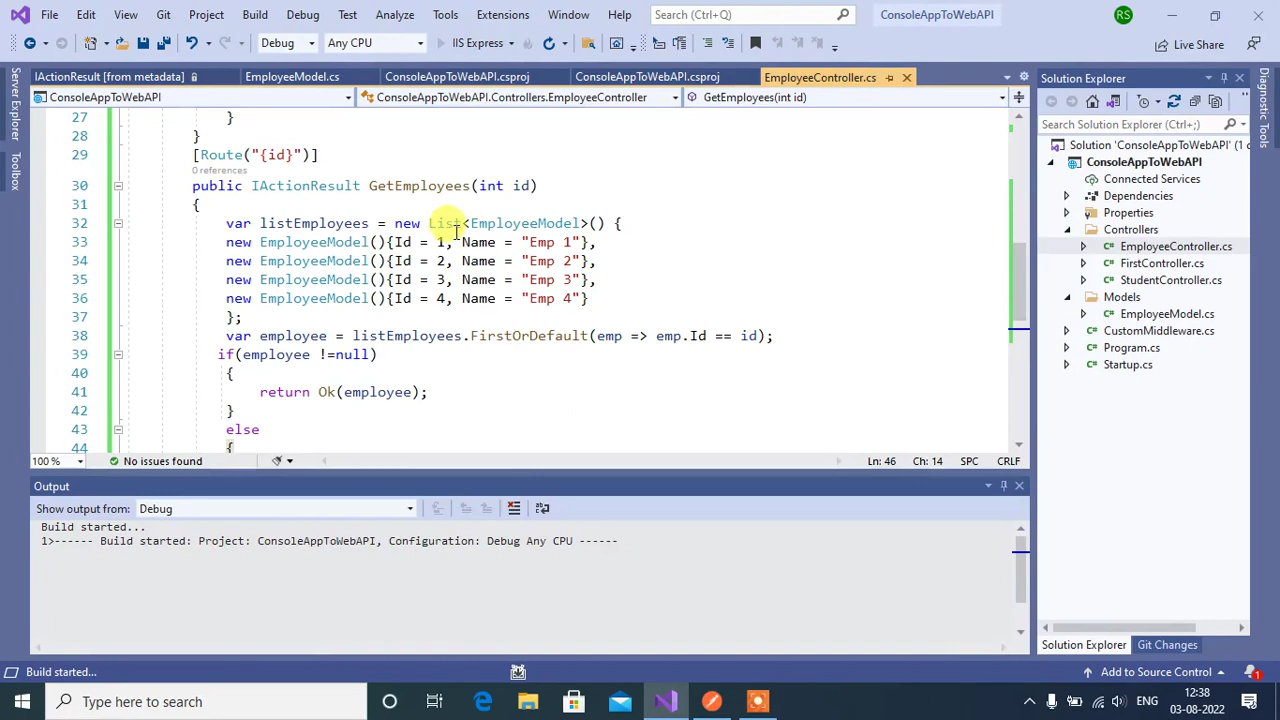 File Edit View Git Project Build Debug Test Analyze Tools Extensions Window Help Search (Ctrl+Q) ConsoleAppToWebAPI RS
Debug Any CPU IIS Express Live Share
Server Explorer
Toolbox
IActionResult [from metadata] EmployeeModel.cs ConsoleAppToWebAPI.csproj ConsoleAppToWebAPI.csproj EmployeeController.cs
ConsoleAppToWebAPI ConsoleAppToWebAPI.Controllers.EmployeeController GetEmployees(int id)
27 }
28 }
29 [Route("{id}")]
0 references
30 public IActionResult GetEmployees(int id)
31 {
32 var listEmployees = new List<EmployeeModel>() {
33 new EmployeeModel(){Id = 1, Name = "Emp 1"},
34 new EmployeeModel(){Id = 2, Name = "Emp 2"},
35 new EmployeeModel(){Id = 3, Name = "Emp 3"},
36 new EmployeeModel(){Id = 4, Name = "Emp 4"}
37 };
38 var employee = listEmployees.FirstOrDefault(emp => emp.Id == id);
39 if(employee !=null)
40 {
41 return Ok(employee);
42 }
43 else
44 {
100 % No issues found Ln: 46 Ch: 14 SPC CRLF
Output
Show output from: Debug
Build started...
1>------ Build started: Project: ConsoleAppToWebAPI, Configuration: Debug Any CPU ------
Solution Explorer
Search Solution Explorer (Ctrl+;)
Solution 'ConsoleAppToWebAPI' (1 o
ConsoleAppToWebAPI
Connected Services
Dependencies
Properties
Controllers
EmployeeController.cs
FirstController.cs
StudentController.cs
Models
EmployeeModel.cs
CustomMiddleware.cs
Program.cs
Startup.cs
Solution Explorer Git Changes
Diagnostic Tools
Build started... Add to Source Control 1
Type here to search ENG 12:38
03-08-2022